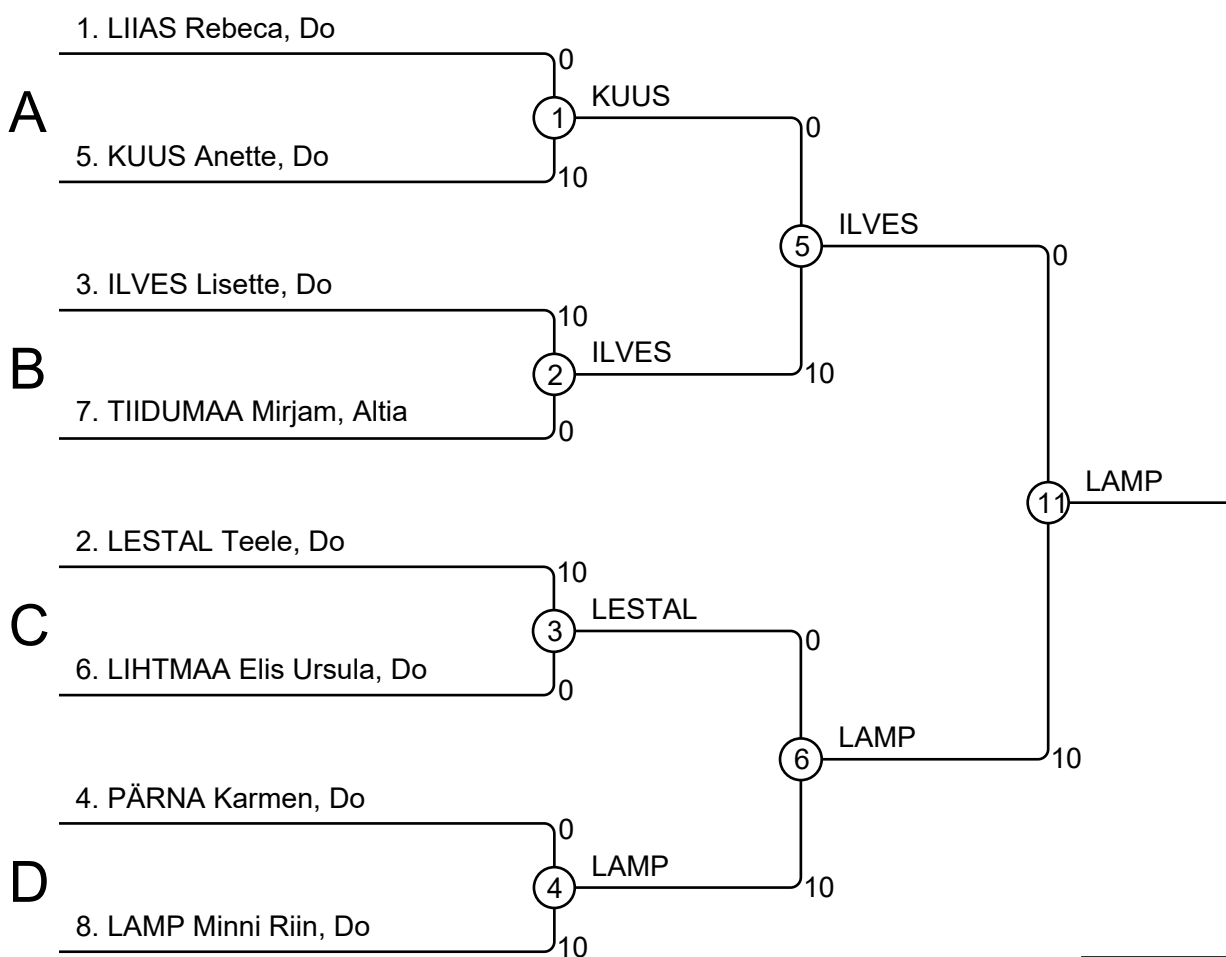 1. LIIAS Rebeca, Do
0
A
1
KUUS
0
5. KUUS Anette, Do
10
5
ILVES
0
3. ILVES Lisette, Do
10
B
2
ILVES
10
7. TIIDUMAA Mirjam, Altia
0
11
LAMP
2. LESTAL Teele, Do
10
C
3
LESTAL
0
6. LIHTMAA Elis Ursula, Do
0
6
LAMP
10
4. PÄRNA Karmen, Do
0
D
4
LAMP
10
8. LAMP Minni Riin, Do
10